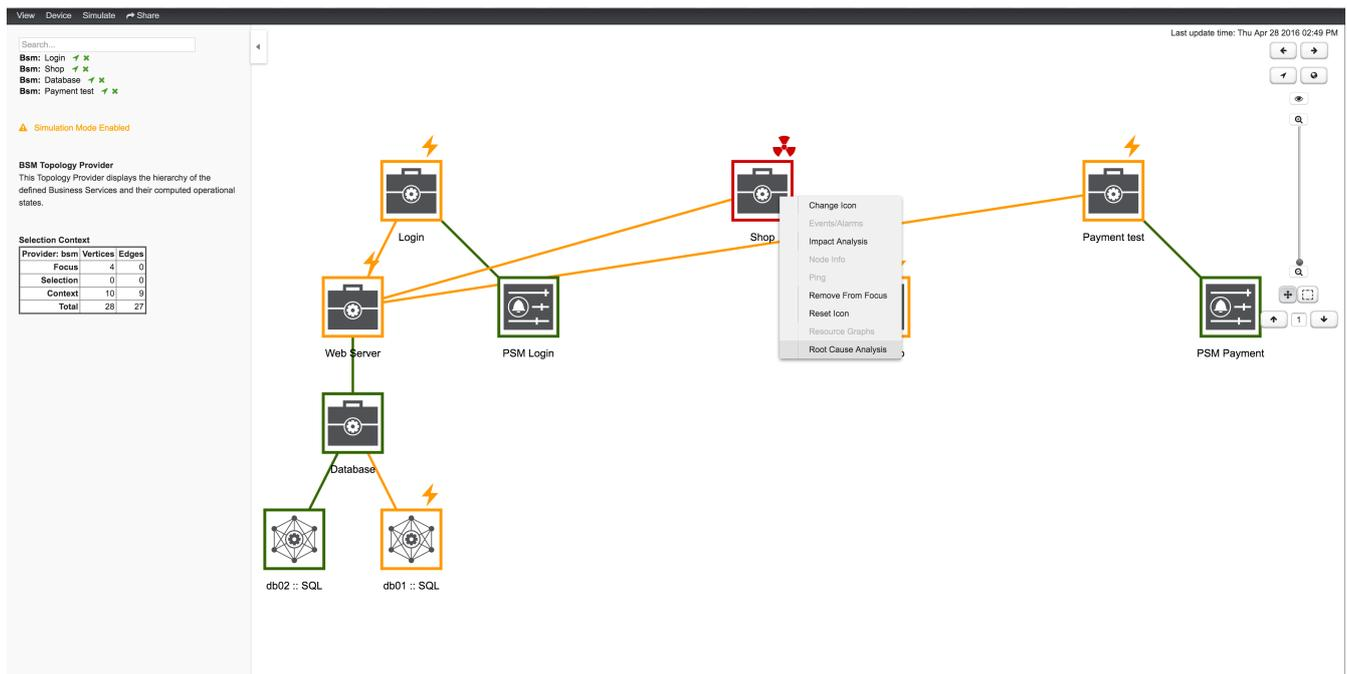 View Device Simulate Share
Last update time: Thu Apr 28 2016 02:49 PM
Search...
Bsm: Login
Bsm: Shop
Bsm: Database
Bsm: Payment test
Simulation Mode Enabled
BSM Topology Provider
This Topology Provider displays the hierarchy of the
defined Business Services and their computed operational
states.
Selection Context
Provider: bsm Vertices Edges
Focus 4 0
Selection 0 0
Context 10 9
Total 28 27
Login
Shop
Payment test
Change Icon
Events/Alarms
Impact Analysis
Node Info
Ping
Remove From Focus
Reset Icon
Resource Graphs
Root Cause Analysis
1
Web Server
PSM Login
PSM Payment
Database
db02 :: SQL
db01 :: SQL